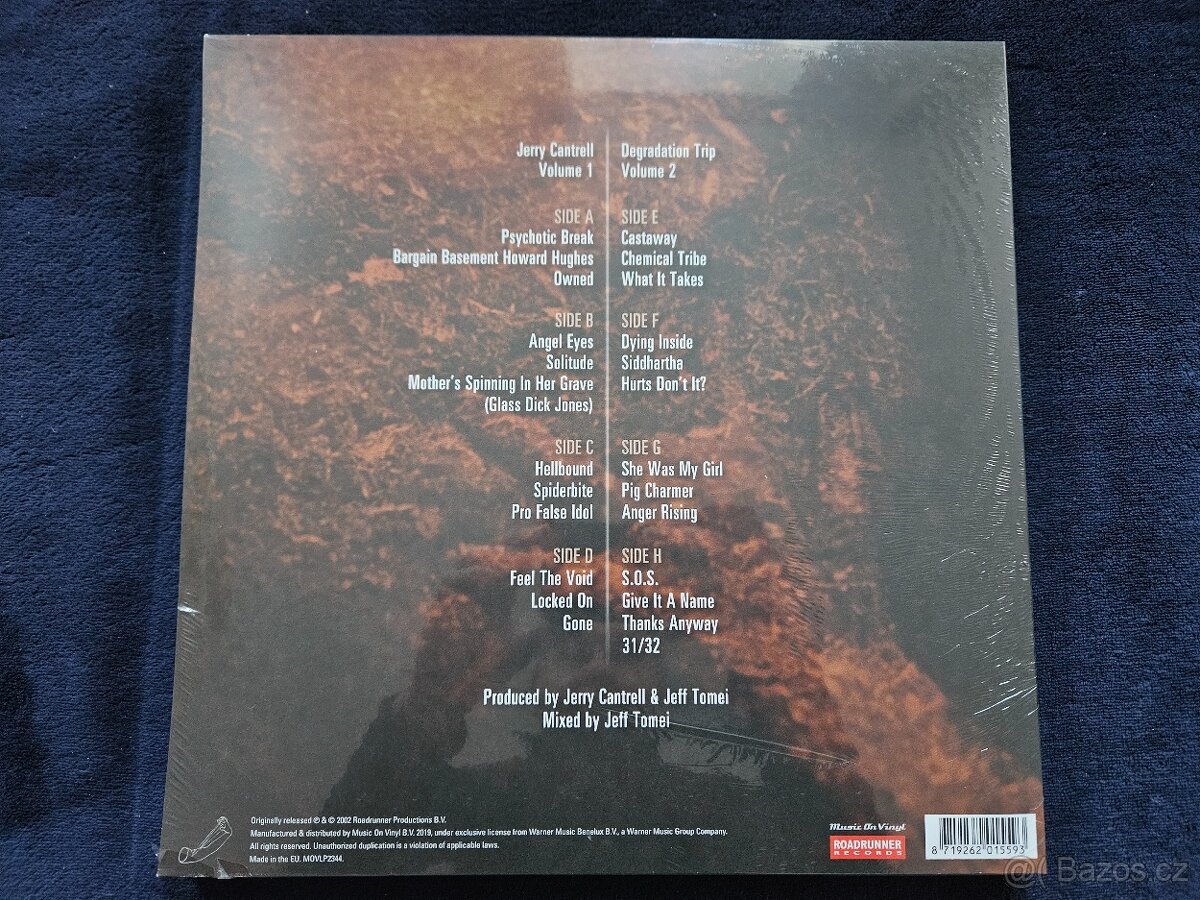 Jerry Cantrell
Volume 1
SIDE A
Psychotic Break
Bargain Basement Howard Hughes
Owned
SIDE B
Angel Eyes
Solitude
Mother's Spinning In Her Grave
(Glass Dick Jones)
SIDE C
Hellbound
Spiderbite
Pro False Idol
SIDE D
Feel The Void
Locked On
Gone
Degradation Trip
Volume 2
SIDE E
Castaway
Chemical Tribe
What It Takes
SIDE F
Dying Inside
Siddhartha
Hurts Don't It?
SIDE G
She Was My Girl
Pig Charmer
Anger Rising
SIDE H
S.O.S.
Give It A Name
Thanks Anyway
31/32
Produced by Jerry Cantrell & Jeff Tomei
Mixed by Jeff Tomei
Originally released ℗ & © 2002 Roadrunner Productions B.V.
Manufactured & distributed by Music On Vinyl B.V. 2019, under exclusive license from Warner Music Benelux B.V., a Warner Music Group Company.
All rights reserved. Unauthorized duplication is a violation of applicable laws.
Made in the EU. MOVLP2344.
Music On Vinyl
ROADRUNNER
RECORDS
8 719262 015593
Bazos.cz